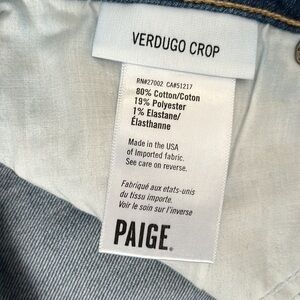 VERDUGO CROP
RN#27002 CA#51217
80% Cotton/Coton
19% Polyester
1% Elastane/
Élasthanne
Made in the USA
of Imported fabric.
See care on reverse.
Fabriqué aux etats-unis
du tissu importe.
Voir le soin sur l'inverse
PAIGE®